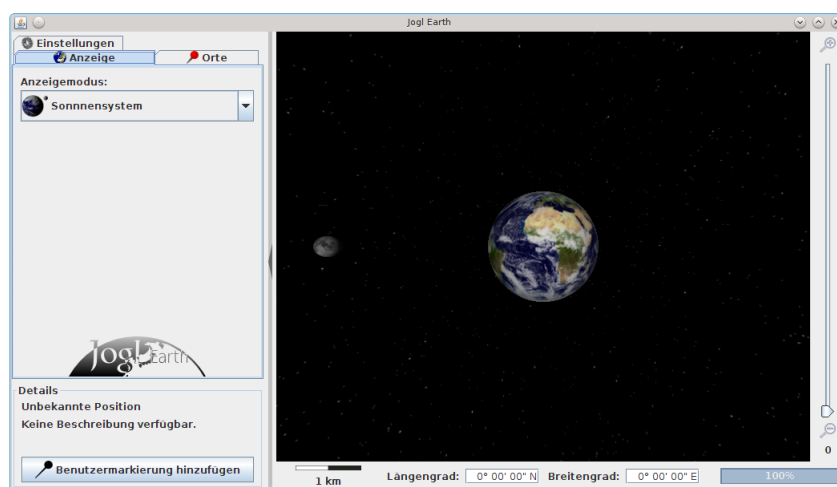 Jogl Earth
Einstellungen
Anzeige
Orte
Anzeigemodus:
Sonnnensystem
Jogl Earth
Details
Unbekannte Position
Keine Beschreibung verfügbar.
Benutzermarkierung hinzufügen
1 km
Längengrad: 0° 00' 00" N Breitengrad: 0° 00' 00" E 100%
0